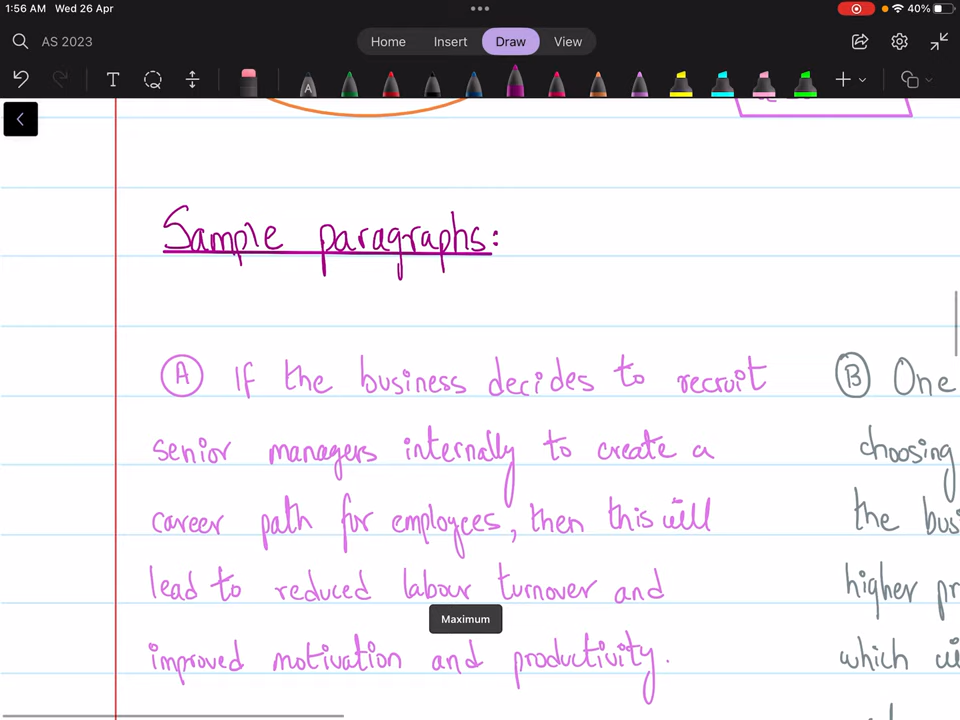 1:56 AM Wed 26 Apr
40%
AS 2023
Home Insert Draw View
T
A
Sample paragraphs:
A If the business decides to recruit
senior managers internally to create a
career path for employees, then this will
lead to reduced labour turnover and
Maximum
improved motivation and productivity.
B One
choosing
the bus
higher pr
which wi